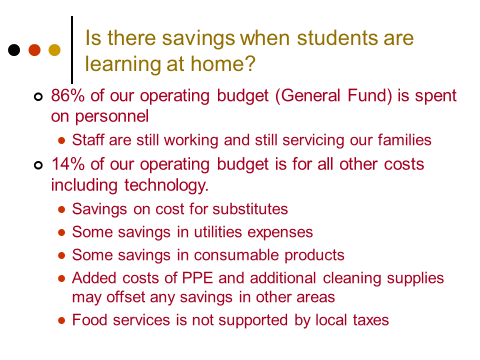 Is there savings when students are
learning at home?
86% of our operating budget (General Fund) is spent
on personnel
Staff are still working and still servicing our families
14% of our operating budget is for all other costs
including technology.
Savings on cost for substitutes
Some savings in utilities expenses
Some savings in consumable products
Added costs of PPE and additional cleaning supplies
may offset any savings in other areas
Food services is not supported by local taxes